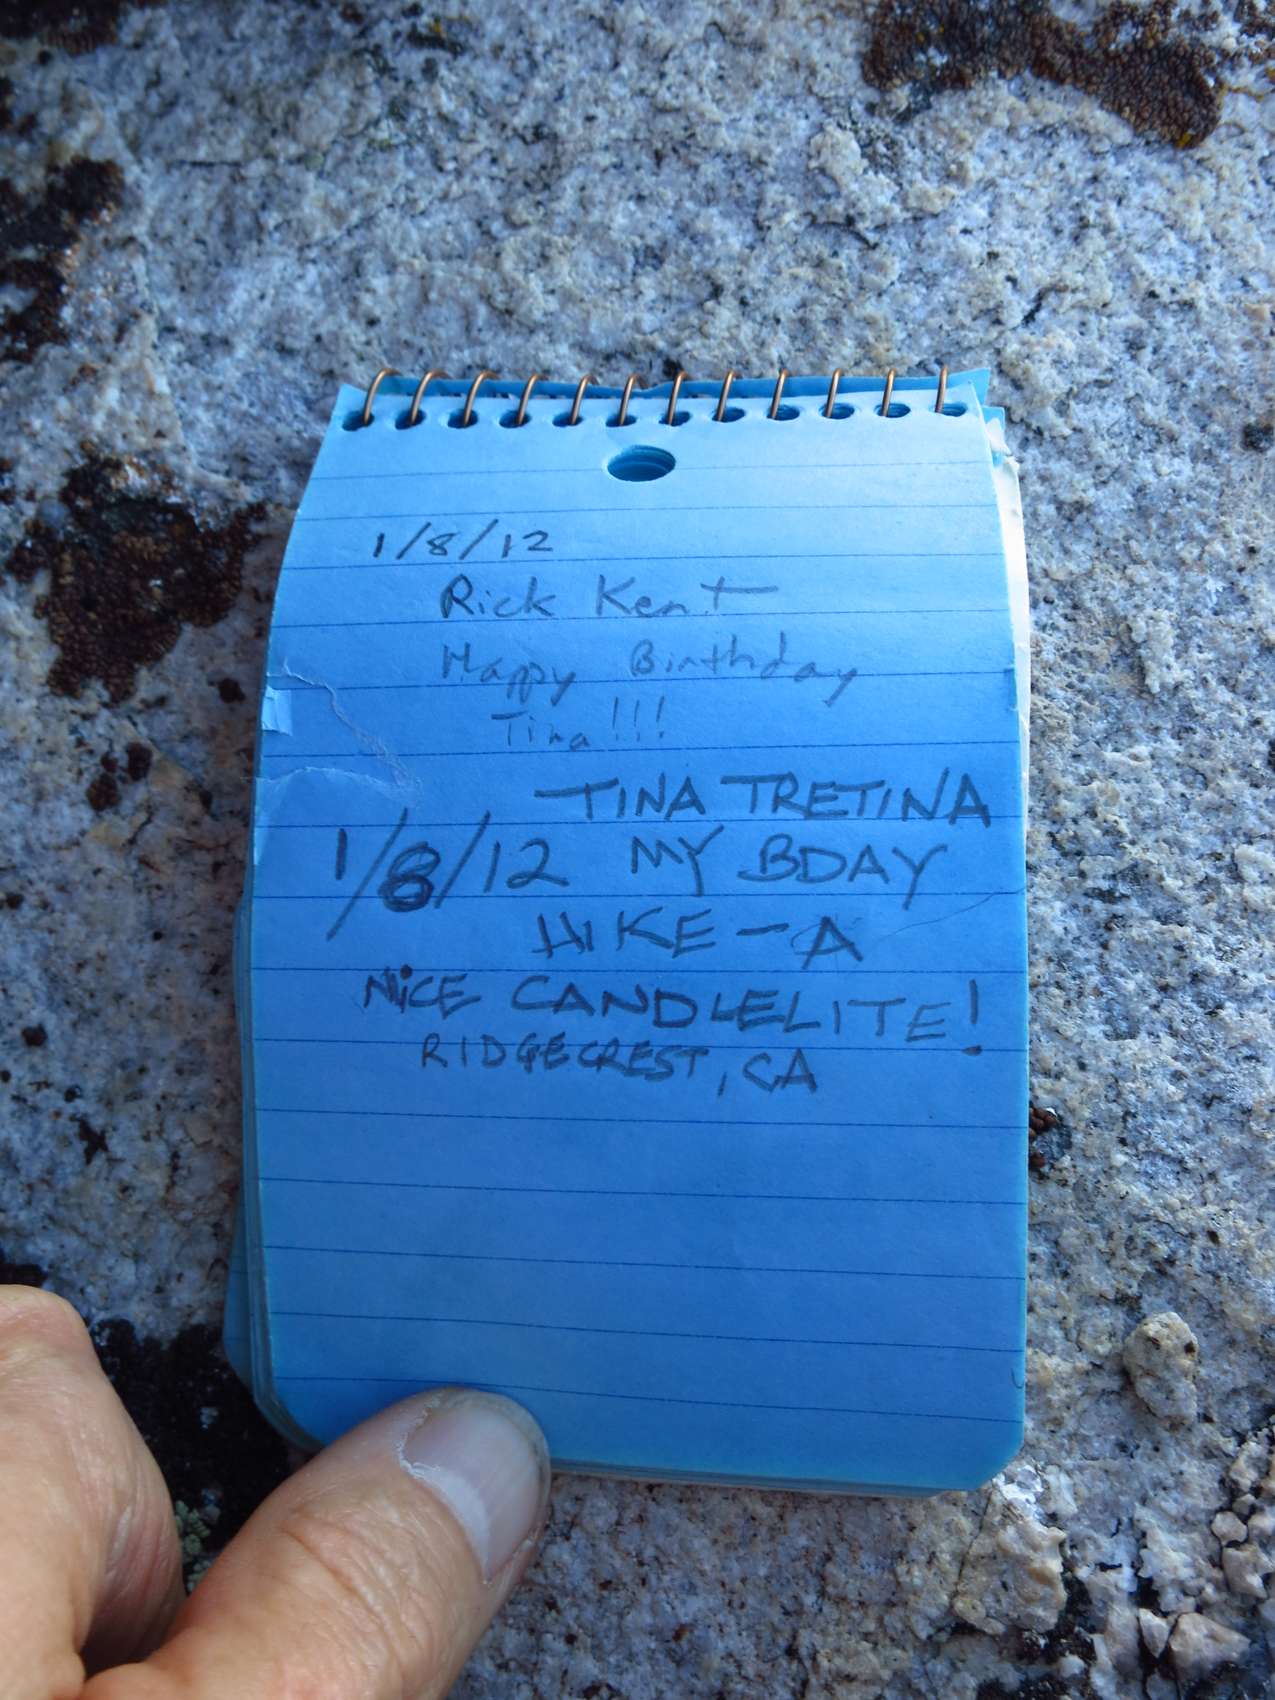 1/8/12
Rick Kent
Happy Birthday
Tina!!!
TINA TRETINA
1/8/12 MY BDAY
HIKE - A
NICE CANDLELITE!
RIDGECREST, CA